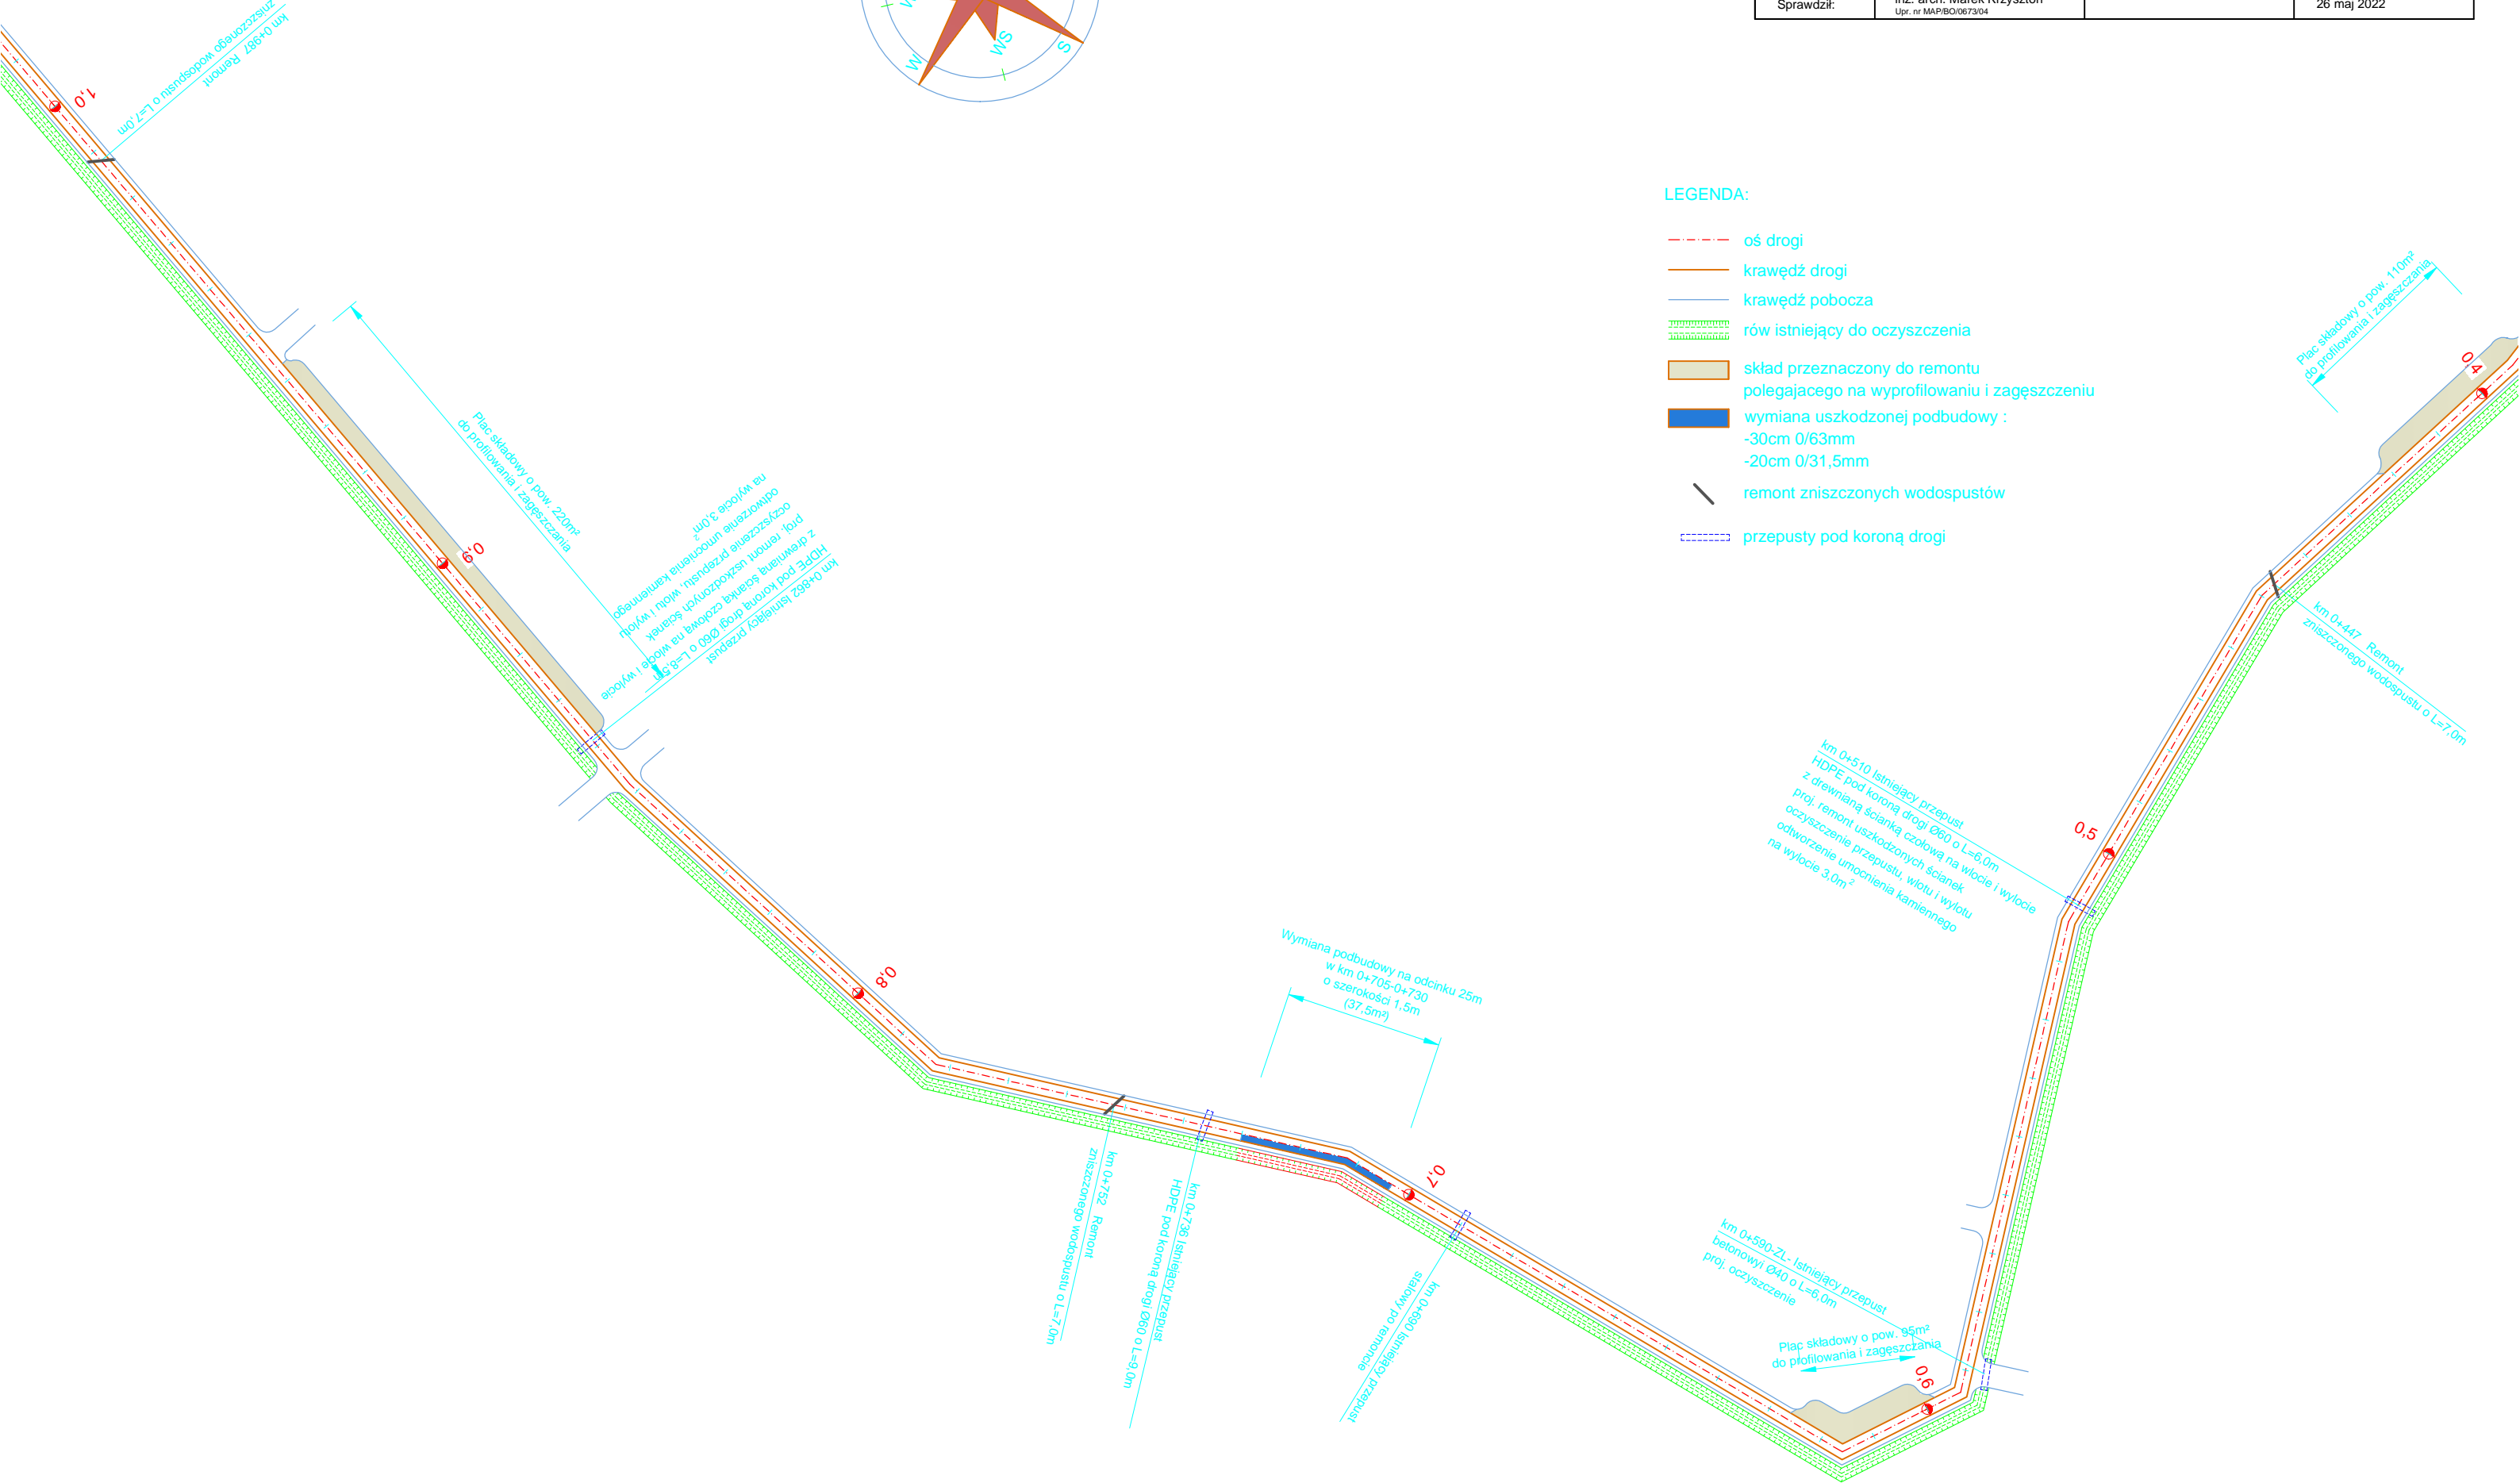 Sprawdził:
inż. arch. Marek Krzysztoń
Upr. nr MAP/BO/0673/04
26 maj 2022
W
SW
S
LEGENDA:
oś drogi
krawędź drogi
krawędź pobocza
rów istniejący do oczyszczenia
skład przeznaczony do remontu
polegajacego na wyprofilowaniu i zagęszczeniu
wymiana uszkodzonej podbudowy :
-30cm 0/63mm
-20cm 0/31,5mm
remont zniszczonych wodospustów
przepusty pod koroną drogi
km 0+987 Remont
zniszczonego wodospustu o L=7,0m
1,0
Plac składowy o pow. 220m²
do profilowania i zagęszczania
0,9
km 0+862 Istniejący przepust
HDPE pod koroną drogi Ø60 o L=8,5m
z drewnianą ścianką czołową na wlocie i wylocie
proj. remont uszkodzonych ścianek
oczyszczenie przepustu, wlotu i wylotu
odtworzenie umocnienia kamiennego
na wylocie 3,0m²
0,8
Wymiana podbudowy na odcinku 25m
w km 0+705-0+730
o szerokości 1,5m
(37,5m²)
km 0+752 Remont
zniszczonego wodospustu o L=7,0m
km 0+736 Istniejący przepust
HDPE pod koroną drogi Ø60 o L=9,0m
0,7
km 0+690 Istniejący przepust
stalowy po remoncie
km 0+590-ZL- Istniejący przepust
betonowyi Ø40 o L=6,0m
proj. oczyszczenie
Plac składowy o pow. 95m²
do profilowania i zagęszczania
0,6
km 0+510 Istniejący przepust
HDPE pod koroną drogi Ø60 o L=6,0m
z drewnianą ścianką czołową na wlocie i wylocie
proj. remont uszkodzonych ścianek
oczyszczenie przepustu, wlotu i wylotu
odtworzenie umocnienia kamiennego
na wylocie 3,0m²
0,5
km 0+447 Remont
zniszczonego wodospustu o L=7,0m
Plac składowy o pow. 110m²
do profilowania i zagęszczania
0,4